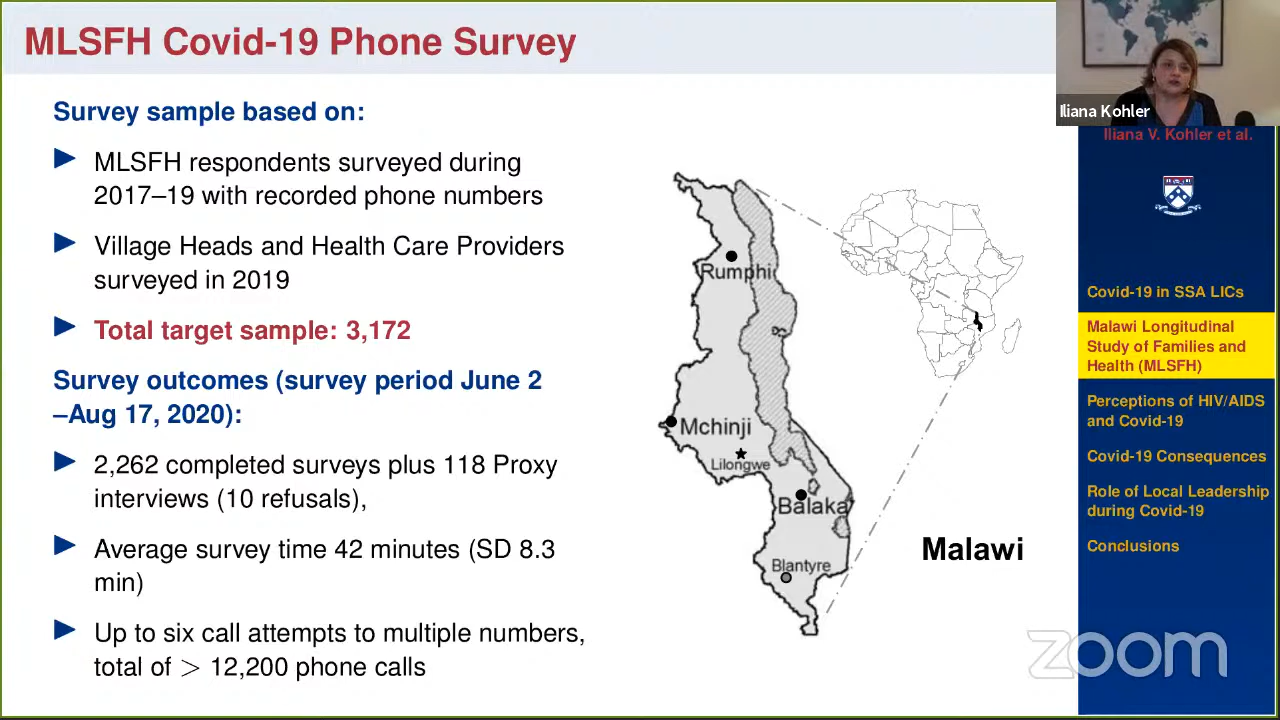 MLSFH Covid-19 Phone Survey
Survey sample based on:
MLSFH respondents surveyed during
2017–19 with recorded phone numbers
Village Heads and Health Care Providers
surveyed in 2019
Total target sample: 3,172
Survey outcomes (survey period June 2
–Aug 17, 2020):
2,262 completed surveys plus 118 Proxy
interviews (10 refusals),
Average survey time 42 minutes (SD 8.3
min)
Up to six call attempts to multiple numbers,
total of > 12,200 phone calls
Rumphi
Mchinji
Lilongwe
Balaka
Blantyre
Malawi
Iliana Kohler
Iliana V. Kohler et al.
Covid-19 in SSA LICs
Malawi Longitudinal
Study of Families and
Health (MLSFH)
Perceptions of HIV/AIDS
and Covid-19
Covid-19 Consequences
Role of Local Leadership
during Covid-19
Conclusions
zoom